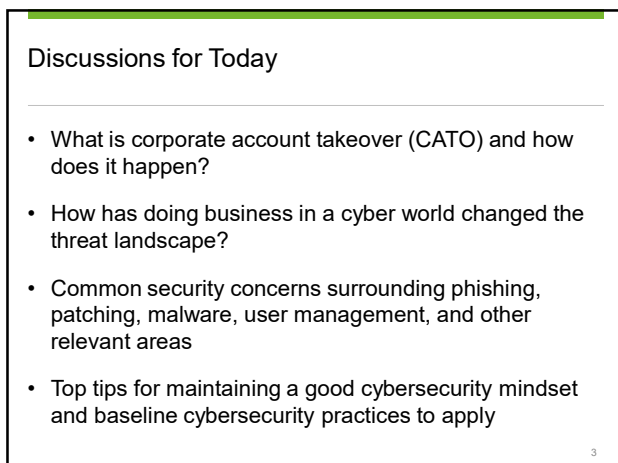 Discussions for Today
• What is corporate account takeover (CATO) and how
does it happen?
• How has doing business in a cyber world changed the
threat landscape?
• Common security concerns surrounding phishing,
patching, malware, user management, and other
relevant areas
• Top tips for maintaining a good cybersecurity mindset
and baseline cybersecurity practices to apply
3